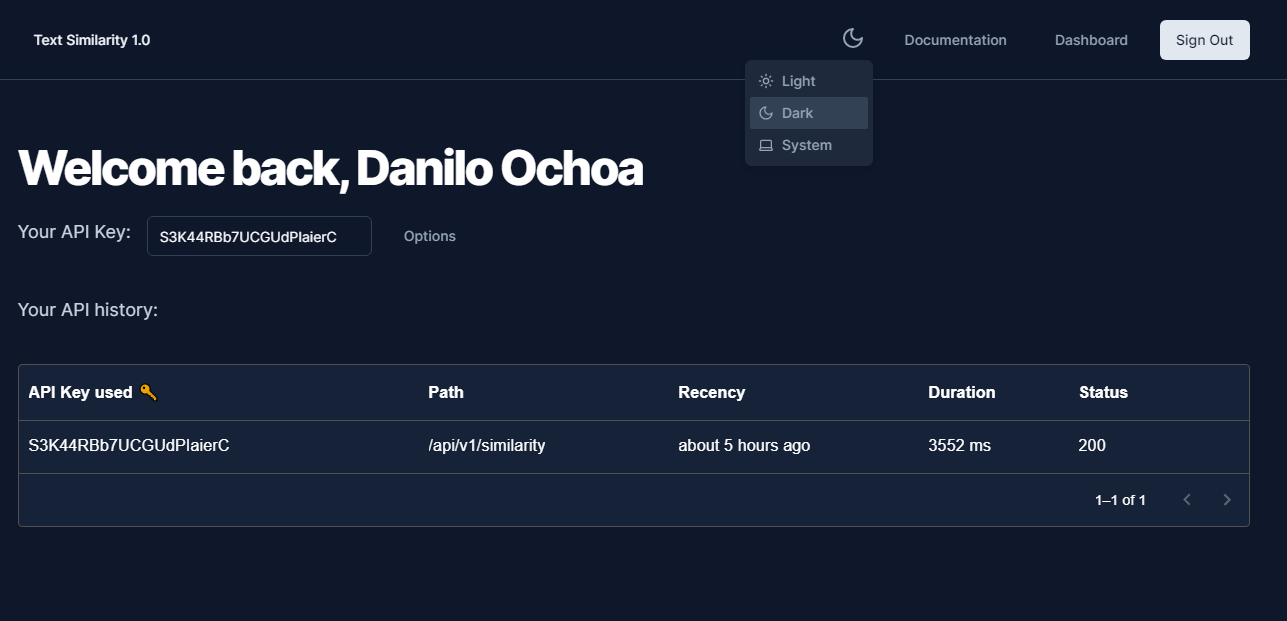 Text Similarity 1.0
Documentation
Dashboard
Sign Out
Light
Dark
System
Welcome back, Danilo Ochoa
Your API Key: S3K44RBb7UCGUdPlaierC Options
Your API history:
API Key used 🔑 Path Recency Duration Status
S3K44RBb7UCGUdPlaierC /api/v1/similarity about 5 hours ago 3552 ms 200
1–1 of 1